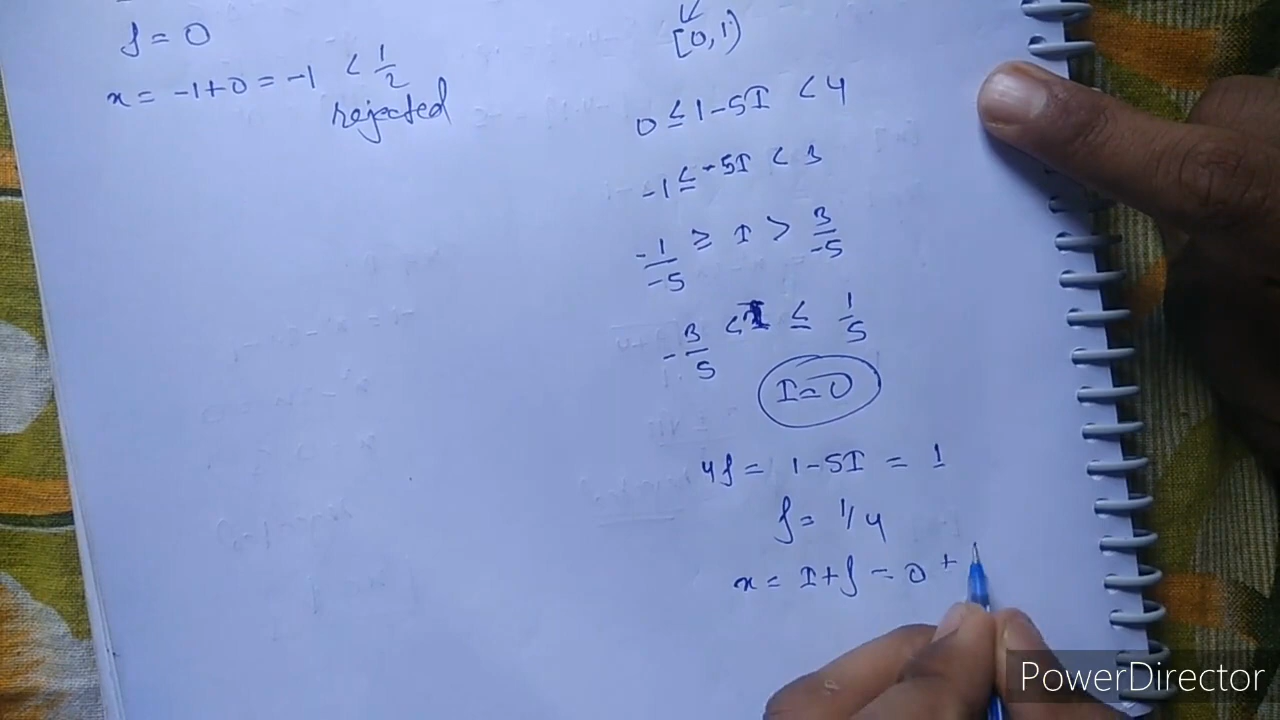 f = 0
x = -1+0 = -1 < 1/2
rejected
[0,1)
0 ≤ 1-5I < 4
-1 ≤ -5I < 3
-1/-5 ≥ I > 3/-5
-3/5 < I ≤ 1/5
I=0
4f = 1-5I = 1
f = 1/4
x = I+f = 0 +
PowerDirector